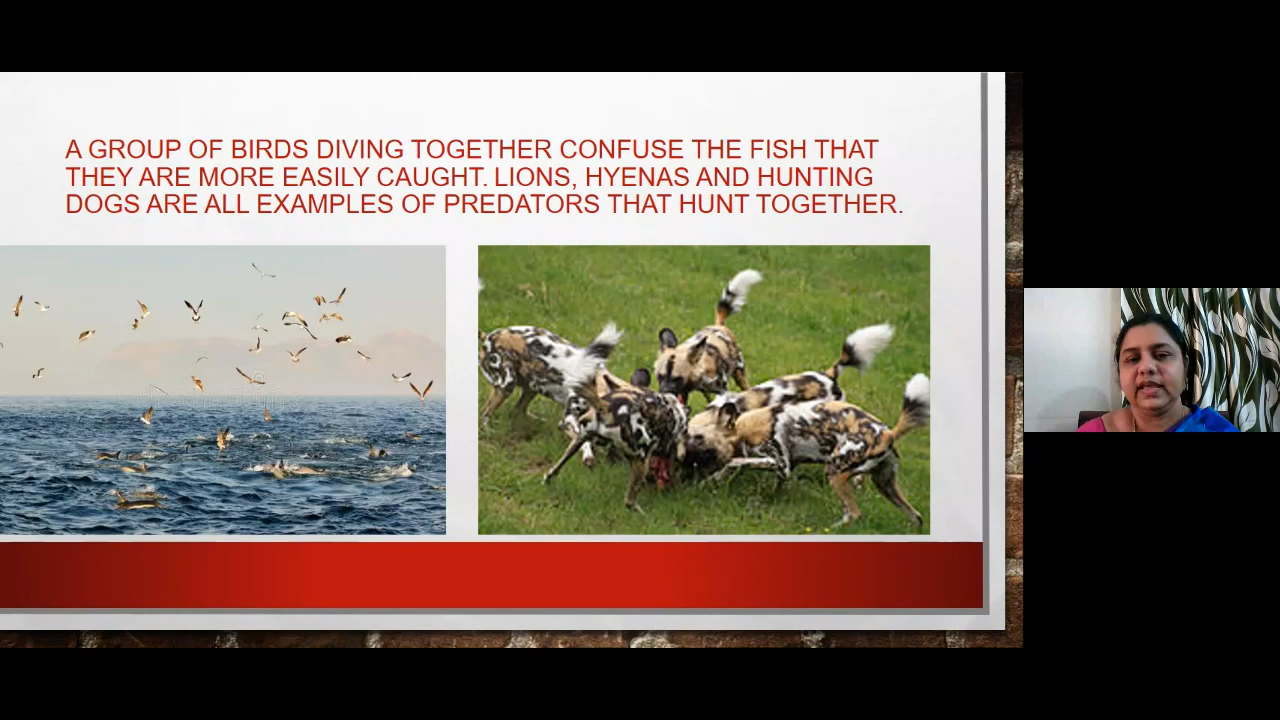 A GROUP OF BIRDS DIVING TOGETHER CONFUSE THE FISH THAT
THEY ARE MORE EASILY CAUGHT. LIONS, HYENAS AND HUNTING
DOGS ARE ALL EXAMPLES OF PREDATORS THAT HUNT TOGETHER.